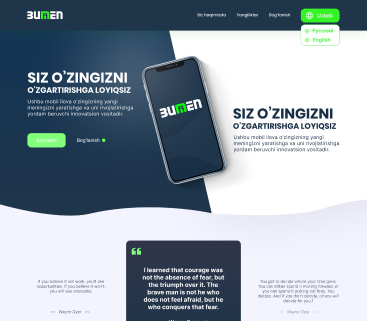 BUMEN
Biz haqimizda Yangiliklar Bog'lanish Uzbek
Русский
English
SIZ O'ZINGIZNI
O'ZGARTIRISHGA LOYIQSIZ
Ushbu mobil ilova o'zingizning yangi
meningizni yaratishga va uni rivojlatirishga
yordam beruvchi innovatsion vositadir.
Bog'lanish
BUMEN
SIZ O'ZINGIZNI
O'ZGARTIRISHGA LOYIQSIZ
Ushbu mobil ilova o'zingizning yangi
meningizni yaratishga va uni rivojlatirishga
yordam beruvchi innovatsion vositadir.
If you believe it will work, you'll see
opportunities. If you believe it won't,
you will see obstacles.
Wayne Dyer
I learned that courage was
not the absence of fear, but
the triumph over it. The
brave man is not he who
does not feel afraid, but he
who conquers that fear.
You get to decide where your time goes.
You can either spend it moving forward, or
you can spend it putting out fires. You
decide. And if you don't decide, others will
decide for you.
Wayne Dyer